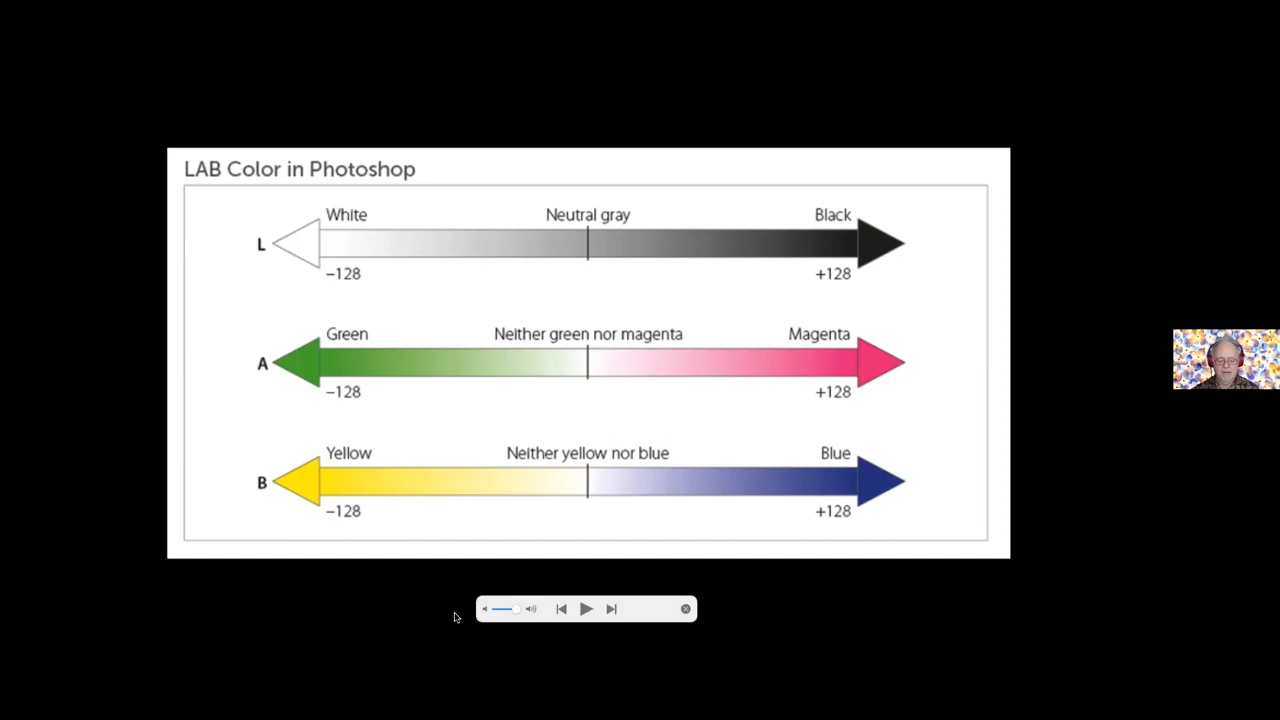 LAB Color in Photoshop
White Neutral gray Black
L
–128 +128
Green Neither green nor magenta Magenta
A
–128 +128
Yellow Neither yellow nor blue Blue
B
–128 +128